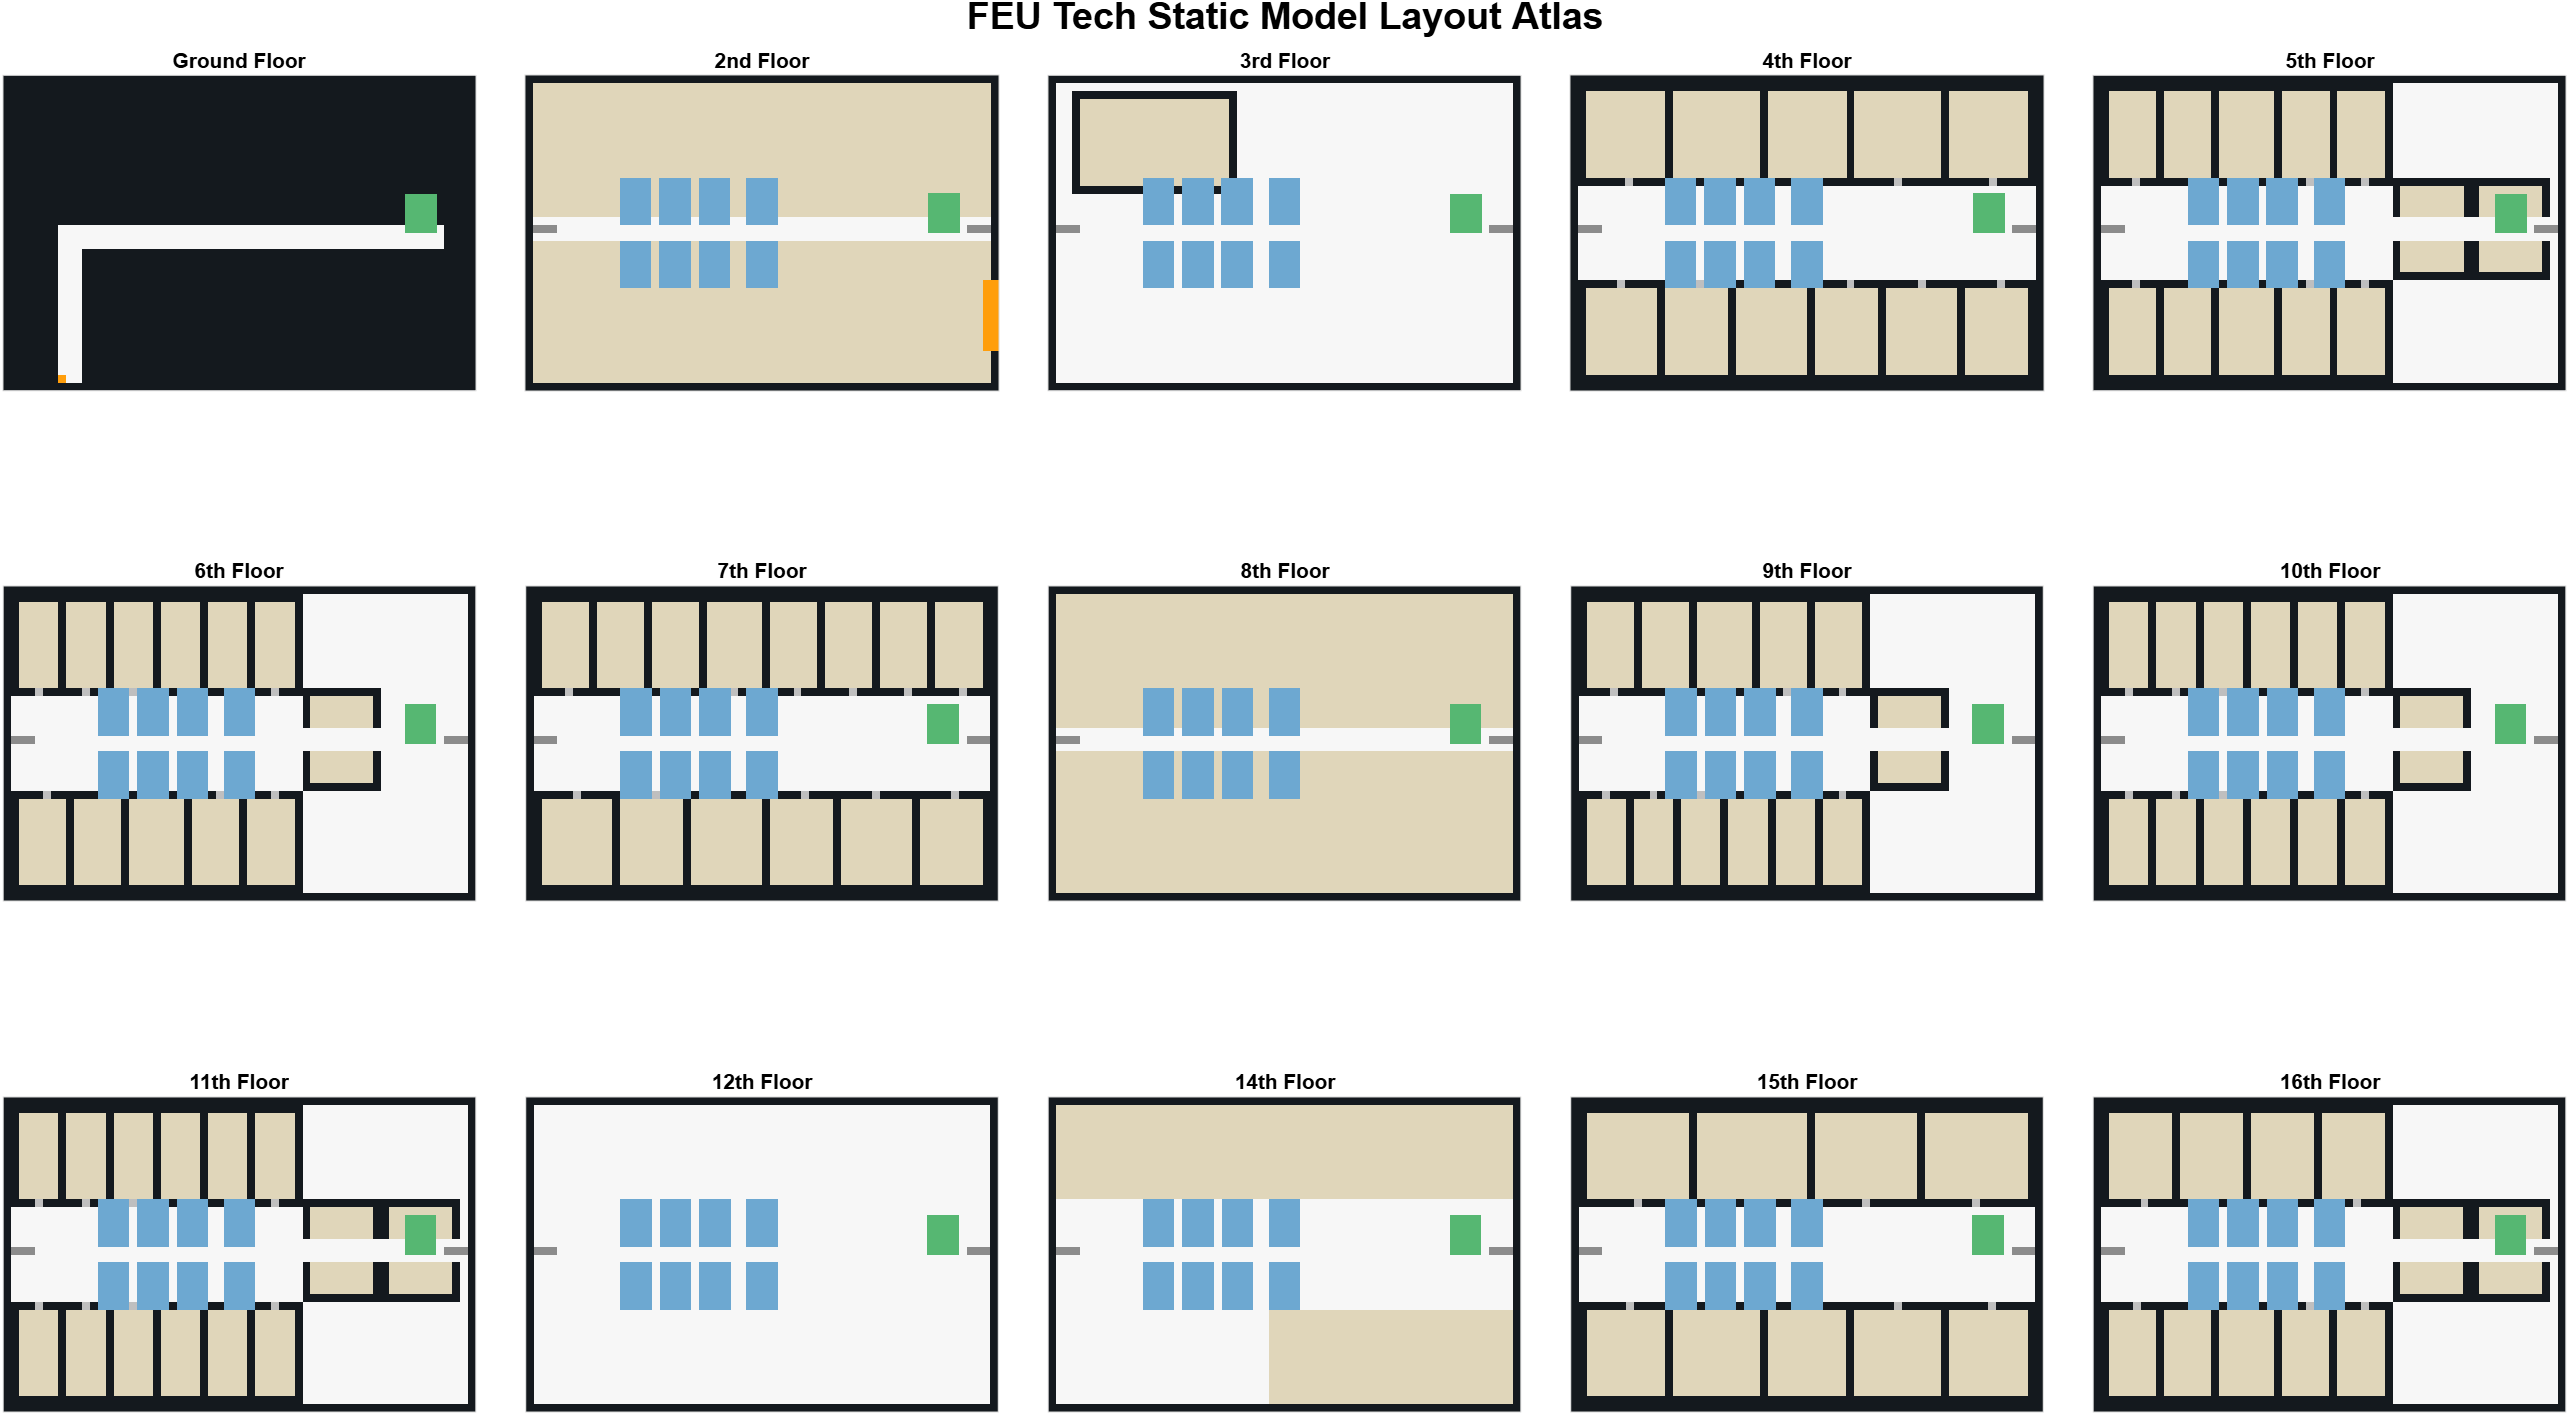 FEU Tech Static Model Layout Atlas
Ground Floor
2nd Floor
3rd Floor
4th Floor
5th Floor
6th Floor
7th Floor
8th Floor
9th Floor
10th Floor
11th Floor
12th Floor
14th Floor
15th Floor
16th Floor